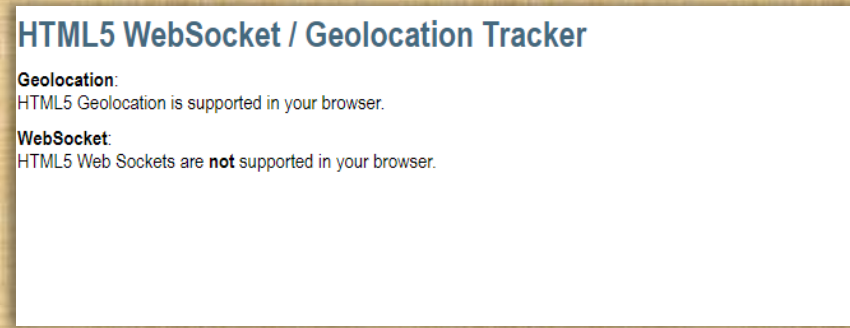 HTML5 WebSocket / Geolocation Tracker
Geolocation:
HTML5 Geolocation is supported in your browser.
WebSocket:
HTML5 Web Sockets are not supported in your browser.